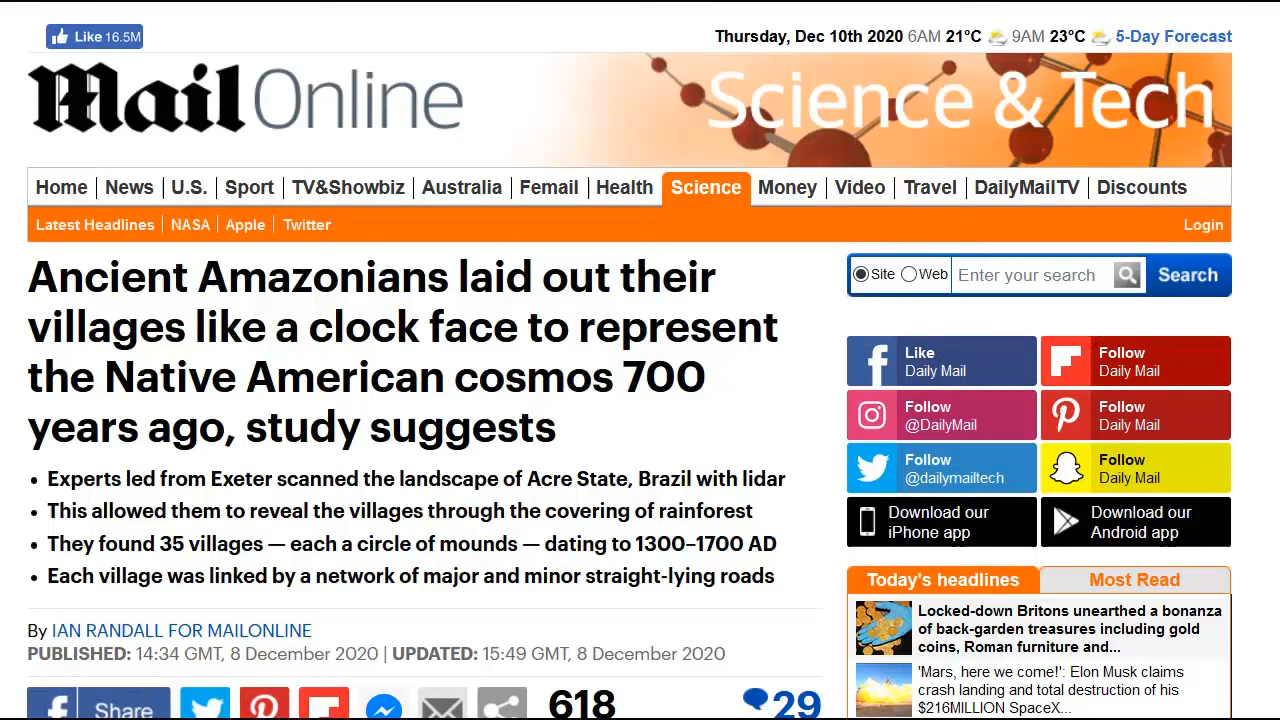 Like 16.5M
Thursday, Dec 10th 2020 6AM 21°C 9AM 23°C 5-Day Forecast
Mail Online
Science & Tech
Home News U.S. Sport TV&Showbiz Australia Femail Health Science Money Video Travel DailyMailTV Discounts
Latest Headlines NASA Apple Twitter Login
Ancient Amazonians laid out their
villages like a clock face to represent
the Native American cosmos 700
years ago, study suggests
• Experts led from Exeter scanned the landscape of Acre State, Brazil with lidar
• This allowed them to reveal the villages through the covering of rainforest
• They found 35 villages — each a circle of mounds — dating to 1300–1700 AD
• Each village was linked by a network of major and minor straight-lying roads
By IAN RANDALL FOR MAILONLINE
PUBLISHED: 14:34 GMT, 8 December 2020 | UPDATED: 15:49 GMT, 8 December 2020
Share
618
29
Site Web Enter your search Search
Like
Daily Mail
Follow
Daily Mail
Follow
@DailyMail
Follow
Daily Mail
Follow
@dailymailtech
Follow
Daily Mail
Download our
iPhone app
Download our
Android app
Today's headlines Most Read
Locked-down Britons unearthed a bonanza
of back-garden treasures including gold
coins, Roman furniture and...
'Mars, here we come!': Elon Musk claims
crash landing and total destruction of his
$216MILLION SpaceX...